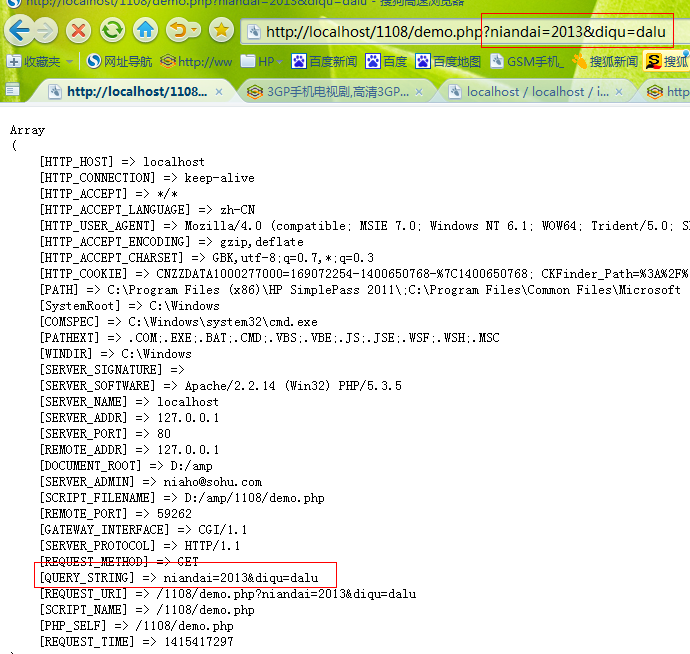 http://localhost/1108/demo.php?niandai=2013&diqu=dalu - 搜狗高速浏览器
http://localhost/1108/demo.php?niandai=2013&diqu=dalu
收藏夹 网址导航 http://ww HP 百度新闻 百度 百度地图 GSM手机_ 搜狐新闻 搜狐
http://localhost/1108... 3GP手机电视剧,高清3GP... localhost / localhost / i... http
Array
(
[HTTP_HOST] => localhost
[HTTP_CONNECTION] => keep-alive
[HTTP_ACCEPT] => */*
[HTTP_ACCEPT_LANGUAGE] => zh-CN
[HTTP_USER_AGENT] => Mozilla/4.0 (compatible; MSIE 7.0; Windows NT 6.1; WOW64; Trident/5.0; S
[HTTP_ACCEPT_ENCODING] => gzip,deflate
[HTTP_ACCEPT_CHARSET] => GBK,utf-8;q=0.7,*;q=0.3
[HTTP_COOKIE] => CNZZDATA1000277000=169072254-1400650768-%7C1400650768; CKFinder_Path=%3A%2F%
[PATH] => C:\Program Files (x86)\HP SimplePass 2011\;C:\Program Files\Common Files\Microsoft
[SystemRoot] => C:\Windows
[COMSPEC] => C:\Windows\system32\cmd.exe
[PATHEXT] => .COM;.EXE;.BAT;.CMD;.VBS;.VBE;.JS;.JSE;.WSF;.WSH;.MSC
[WINDIR] => C:\Windows
[SERVER_SIGNATURE] =>
[SERVER_SOFTWARE] => Apache/2.2.14 (Win32) PHP/5.3.5
[SERVER_NAME] => localhost
[SERVER_ADDR] => 127.0.0.1
[SERVER_PORT] => 80
[REMOTE_ADDR] => 127.0.0.1
[DOCUMENT_ROOT] => D:/amp
[SERVER_ADMIN] => niaho@sohu.com
[SCRIPT_FILENAME] => D:/amp/1108/demo.php
[REMOTE_PORT] => 59262
[GATEWAY_INTERFACE] => CGI/1.1
[SERVER_PROTOCOL] => HTTP/1.1
[REQUEST_METHOD] => GET
[QUERY_STRING] => niandai=2013&diqu=dalu
[REQUEST_URI] => /1108/demo.php?niandai=2013&diqu=dalu
[SCRIPT_NAME] => /1108/demo.php
[PHP_SELF] => /1108/demo.php
[REQUEST_TIME] => 1415417297